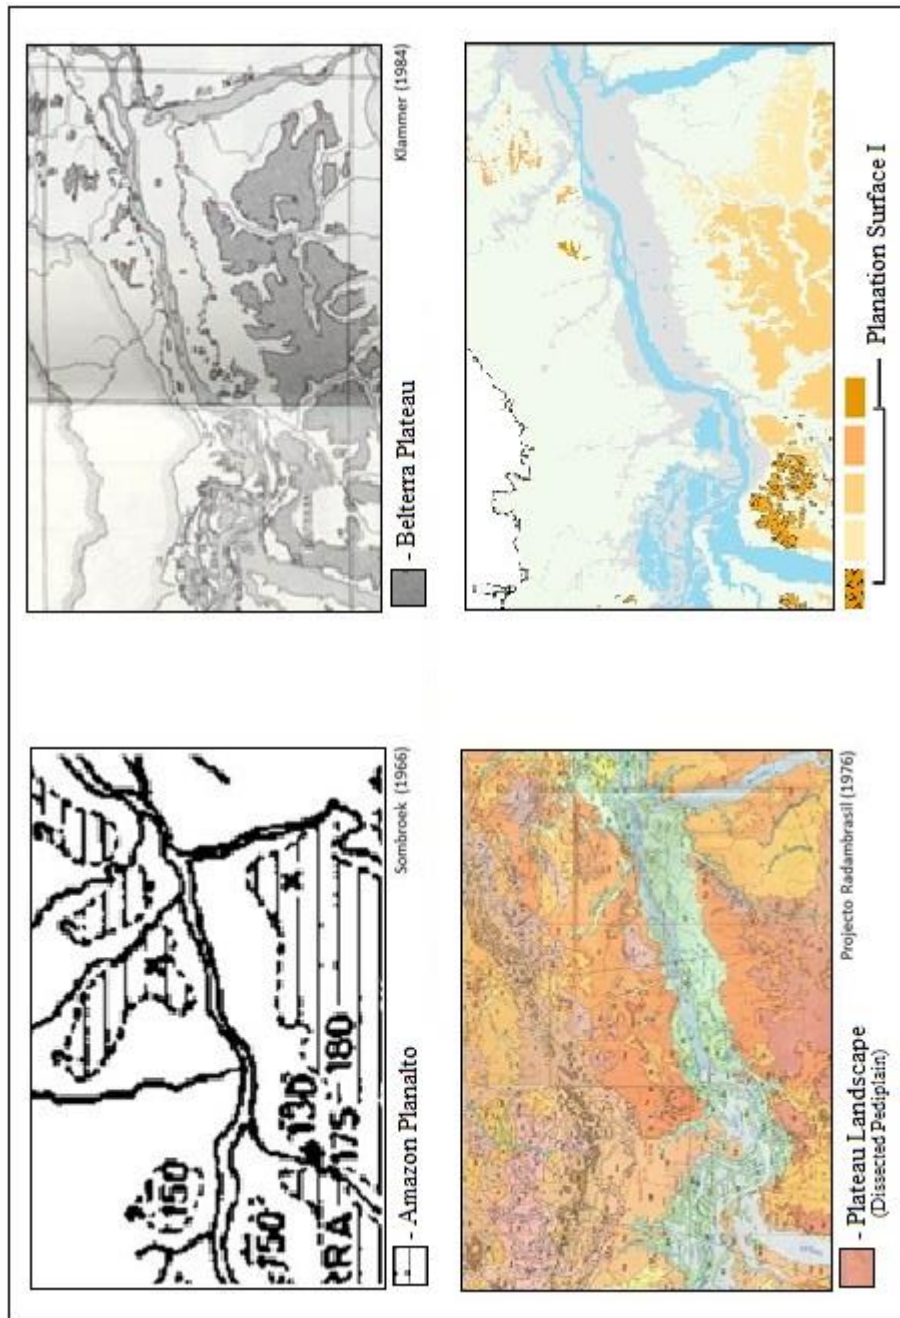 ?
?
?
150
X
X
150
130
RRA 175-180
- Amazon Planalto
Sombroek (1966)
- Belterra Plateau
Klammer (1984)
- Plateau Landscape
(Dissected Pediplain)
Projecto Radambrasil (1976)
Planation Surface I